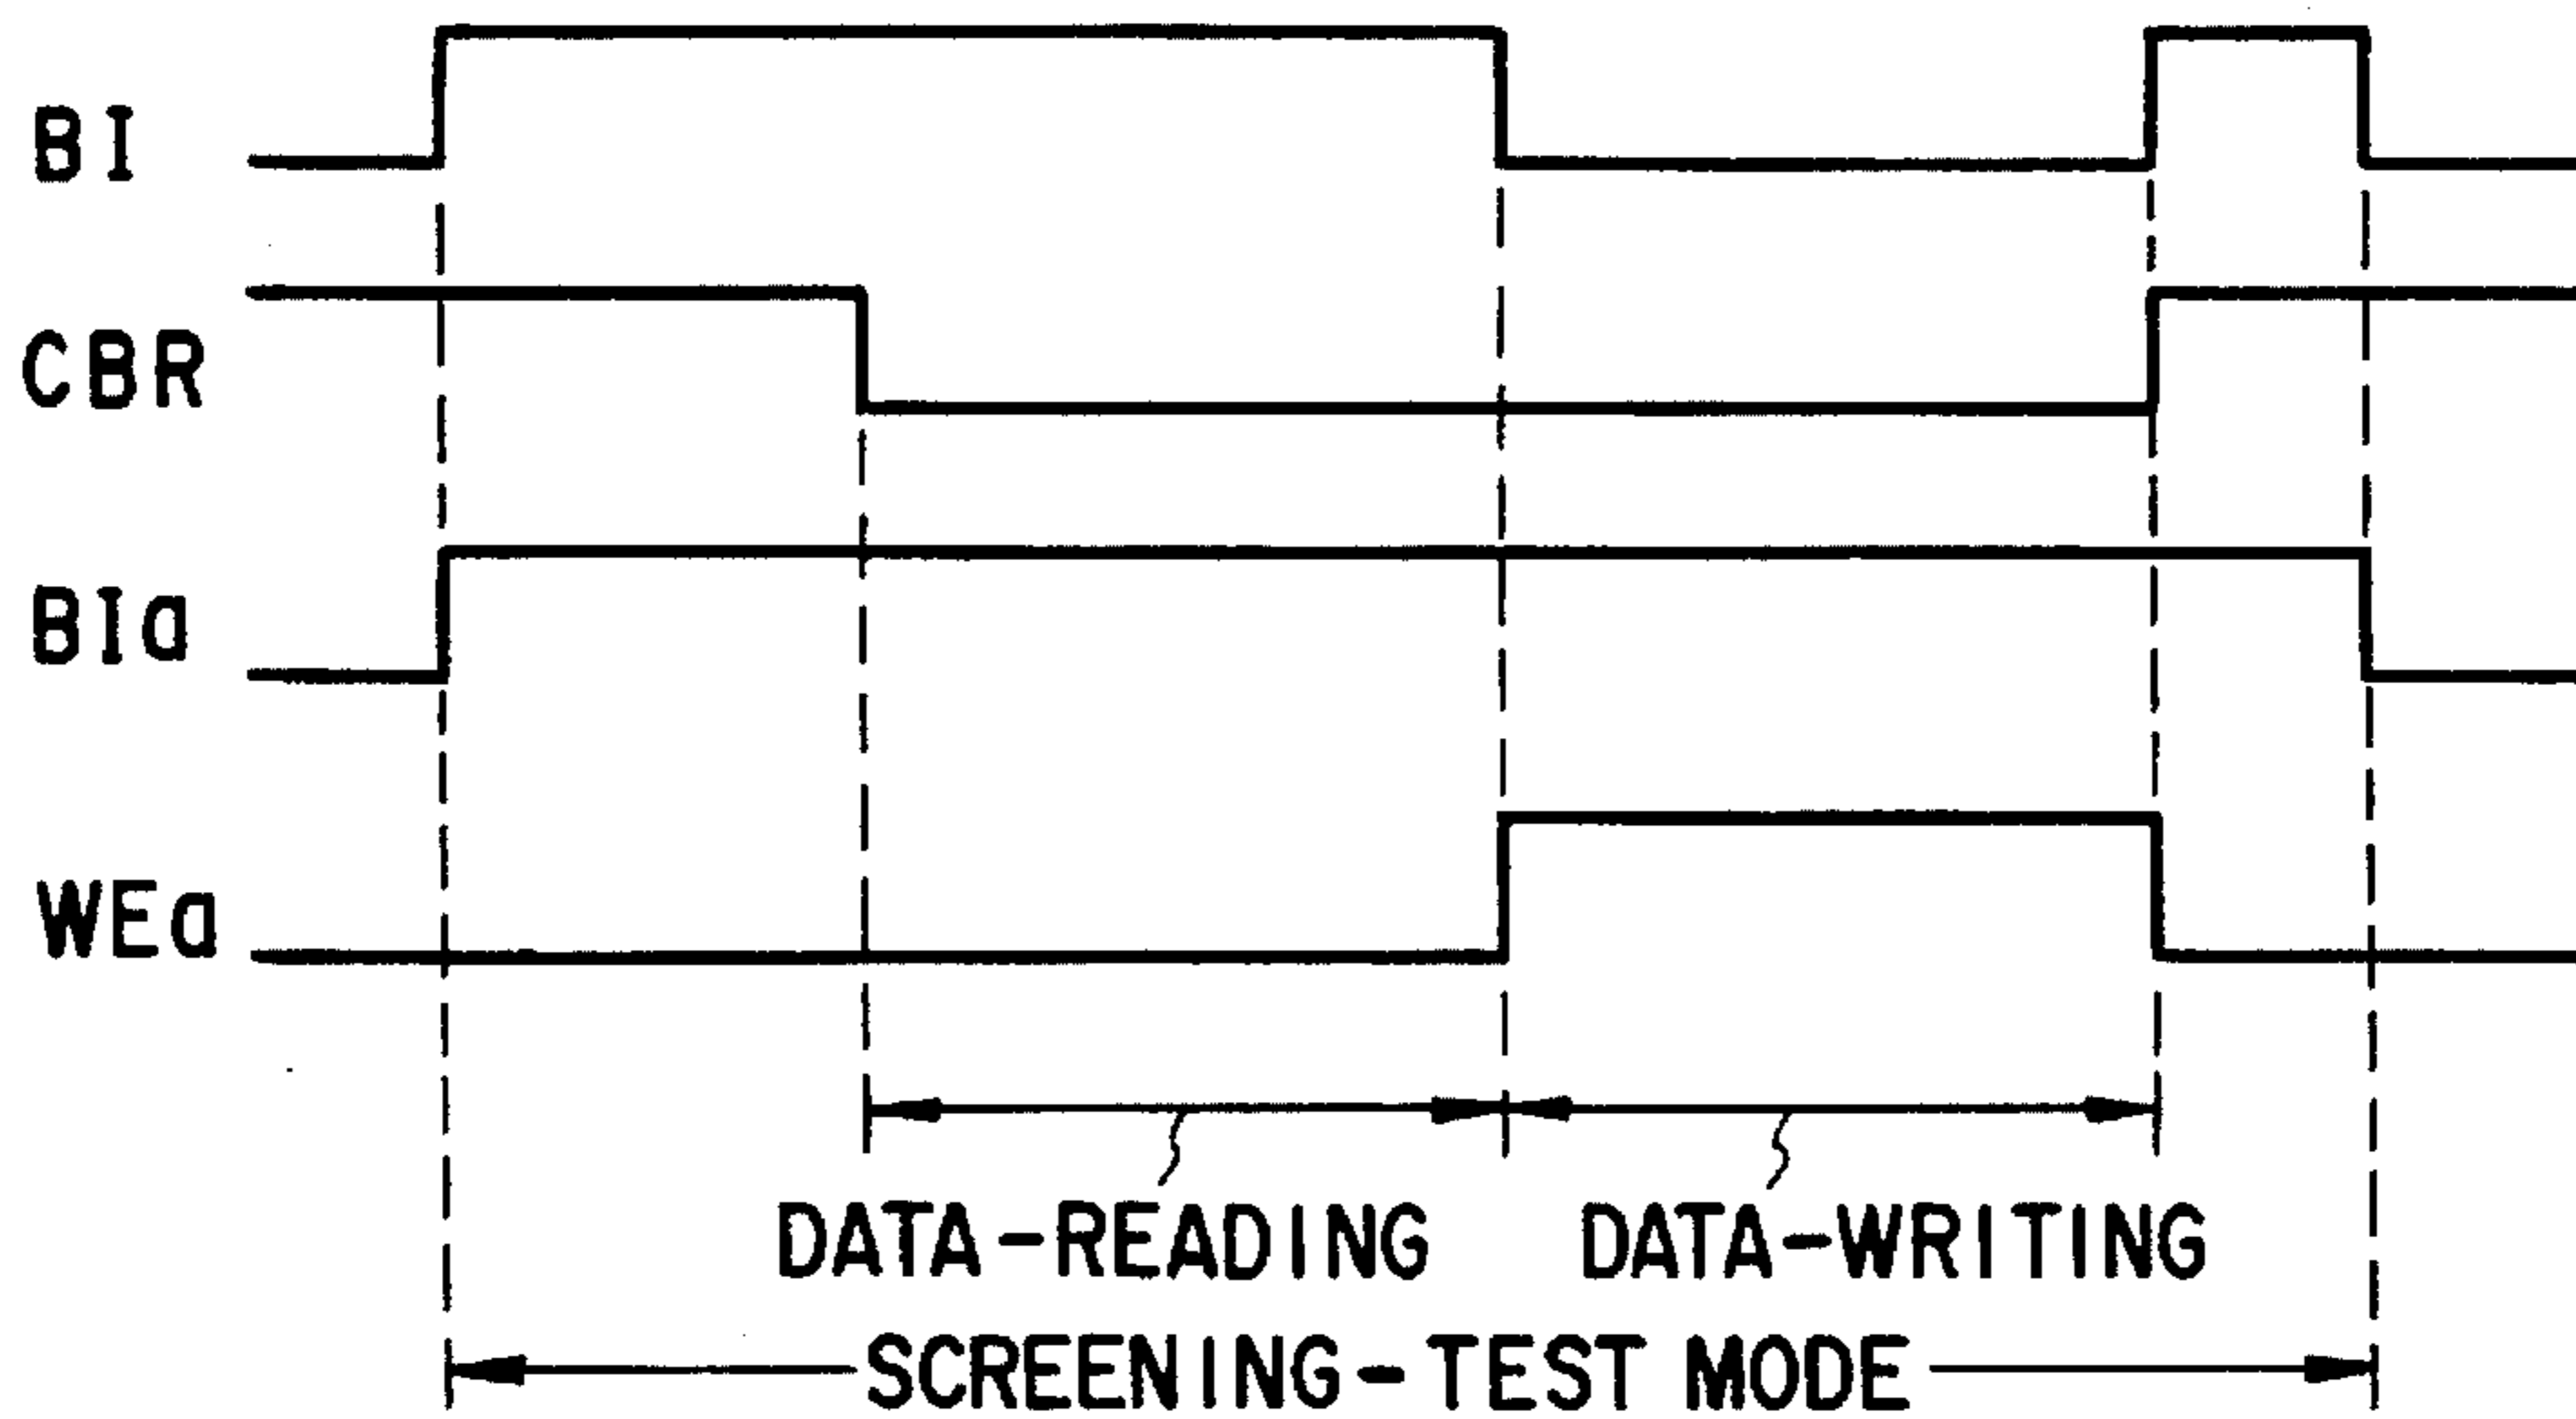 BI
CBR
BIa
WEa
DATA-READING DATA-WRITING
SCREENING-TEST MODE